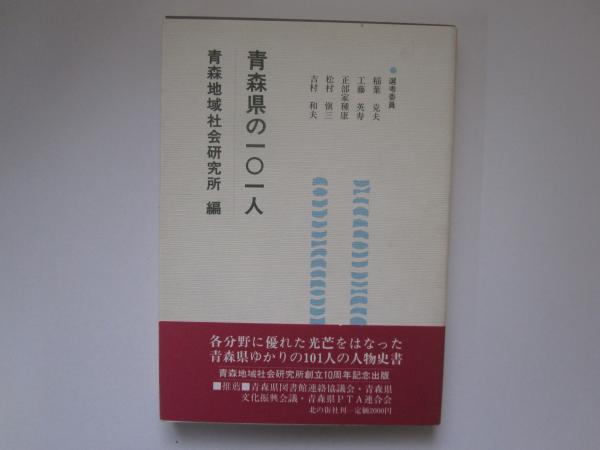 ●選考委員
稲葉 克夫
工藤 英寿
正部家種康
松村 愼三
吉村 和夫
青森県の一〇一人
青森地域社会研究所 編
各分野に優れた光芒をはなった
青森県ゆかりの101人の人物史書
青森地域社会研究所創立10周年記念出版
■推薦■青森県図書館連絡協議会・青森県
文化振興会議・青森県PTA連合会
北の街社刊—定価2000円